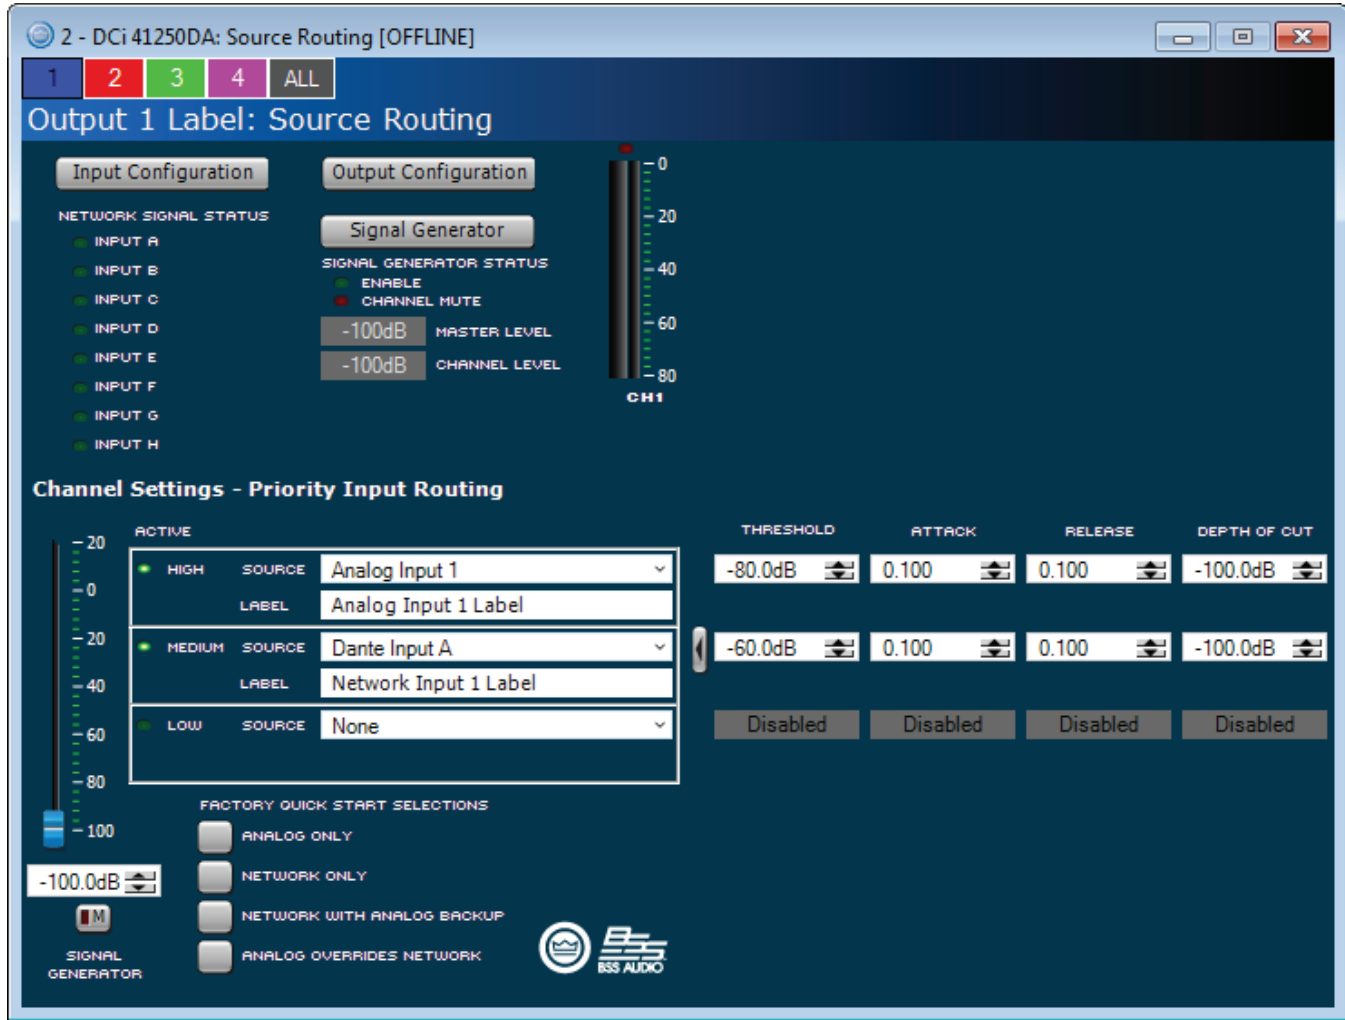 2 - DCi 41250DA: Source Routing [OFFLINE]
1 2 3 4 ALL
Output 1 Label: Source Routing
Input Configuration
Output Configuration
NETWORK SIGNAL STATUS
INPUT A
INPUT B
INPUT C
INPUT D
INPUT E
INPUT F
INPUT G
INPUT H
Signal Generator
SIGNAL GENERATOR STATUS
ENABLE
CHANNEL MUTE
-100dB MASTER LEVEL
-100dB CHANNEL LEVEL
0
20
40
60
80
CH1
Channel Settings - Priority Input Routing
20
0
20
40
60
80
100
-100.0dB
M
SIGNAL
GENERATOR
ACTIVE
THRESHOLD ATTACK RELEASE DEPTH OF CUT
HIGH SOURCE Analog Input 1 -80.0dB 0.100 0.100 -100.0dB
LABEL Analog Input 1 Label
MEDIUM SOURCE Dante Input A -60.0dB 0.100 0.100 -100.0dB
LABEL Network Input 1 Label
LOW SOURCE None Disabled Disabled Disabled Disabled
FACTORY QUICK START SELECTIONS
ANALOG ONLY
NETWORK ONLY
NETWORK WITH ANALOG BACKUP
ANALOG OVERRIDES NETWORK
BSS
BSS AUDIO